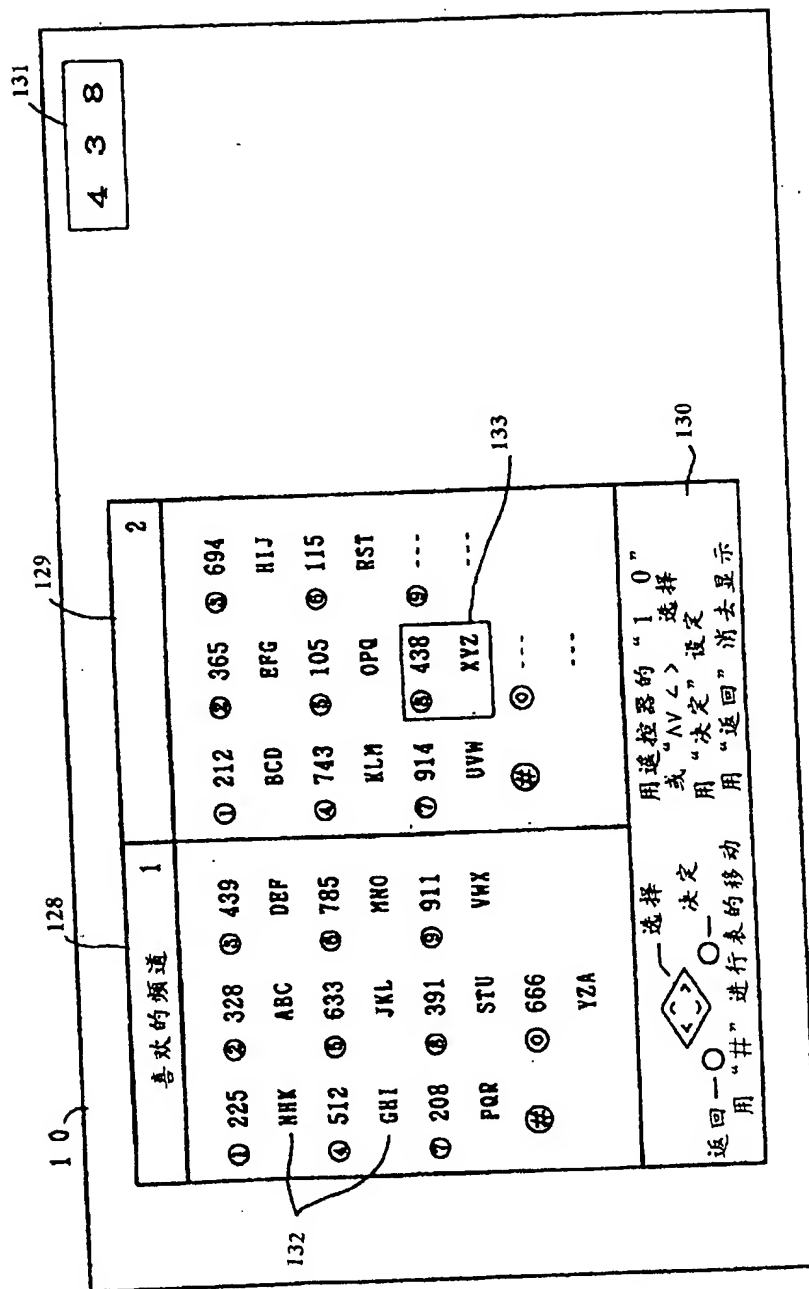 10
128
129
131
4 3 8
喜欢的频道 1
2
① 225 ② 328 ③ 439
NHK ABC DEF
④ 512 ⑤ 633 ⑥ 785
GHI JKL MNO
⑦ 208 ⑧ 391 ⑨ 911
PQR STU VWX
# ⓪ 666
YZA
① 212 ② 365 ③ 694
BCD EFG HIJ
④ 743 ⑤ 105 ⑥ 115
KLM OPQ RST
⑦ 914 ⑧ 438 ⑨ ---
UVW XYZ ---
# ⓪ ---
---
132
133
选择
返回 决定
用“#”进行表的移动
用遥控器的“1 0”
或“∧∨<>”选择
用“决定”设定
用“返回”消去显示
130